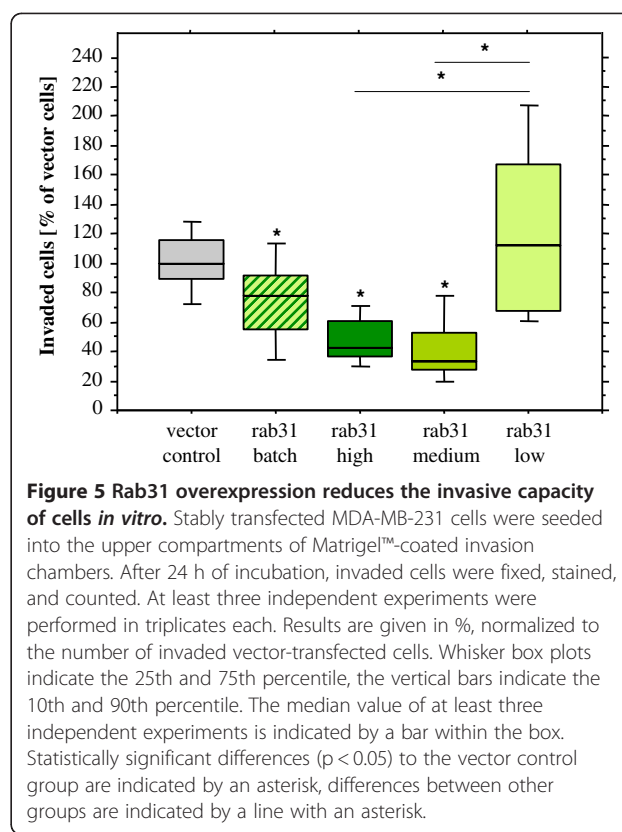 *
*
240
220
200
180
160
140
120
100
80
60
40
20
0
Invaded cells [% of vector cells]
*
*
*
vector control
rab31 batch
rab31 high
rab31 medium
rab31 low
Figure 5 Rab31 overexpression reduces the invasive capacity
of cells in vitro. Stably transfected MDA-MB-231 cells were seeded
into the upper compartments of Matrigel™-coated invasion
chambers. After 24 h of incubation, invaded cells were fixed, stained,
and counted. At least three independent experiments were
performed in triplicates each. Results are given in %, normalized to
the number of invaded vector-transfected cells. Whisker box plots
indicate the 25th and 75th percentile, the vertical bars indicate the
10th and 90th percentile. The median value of at least three
independent experiments is indicated by a bar within the box.
Statistically significant differences (p < 0.05) to the vector control
group are indicated by an asterisk, differences between other
groups are indicated by a line with an asterisk.